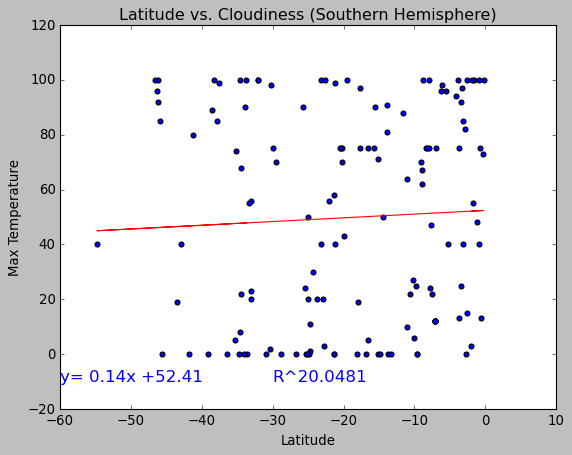 Latitude vs. Cloudiness (Southern Hemisphere)
120
100
80
60
40
20
0
−20
Max Temperature
y= 0.14x +52.41 R^20.0481
−60 −50 −40 −30 −20 −10 0 10
Latitude